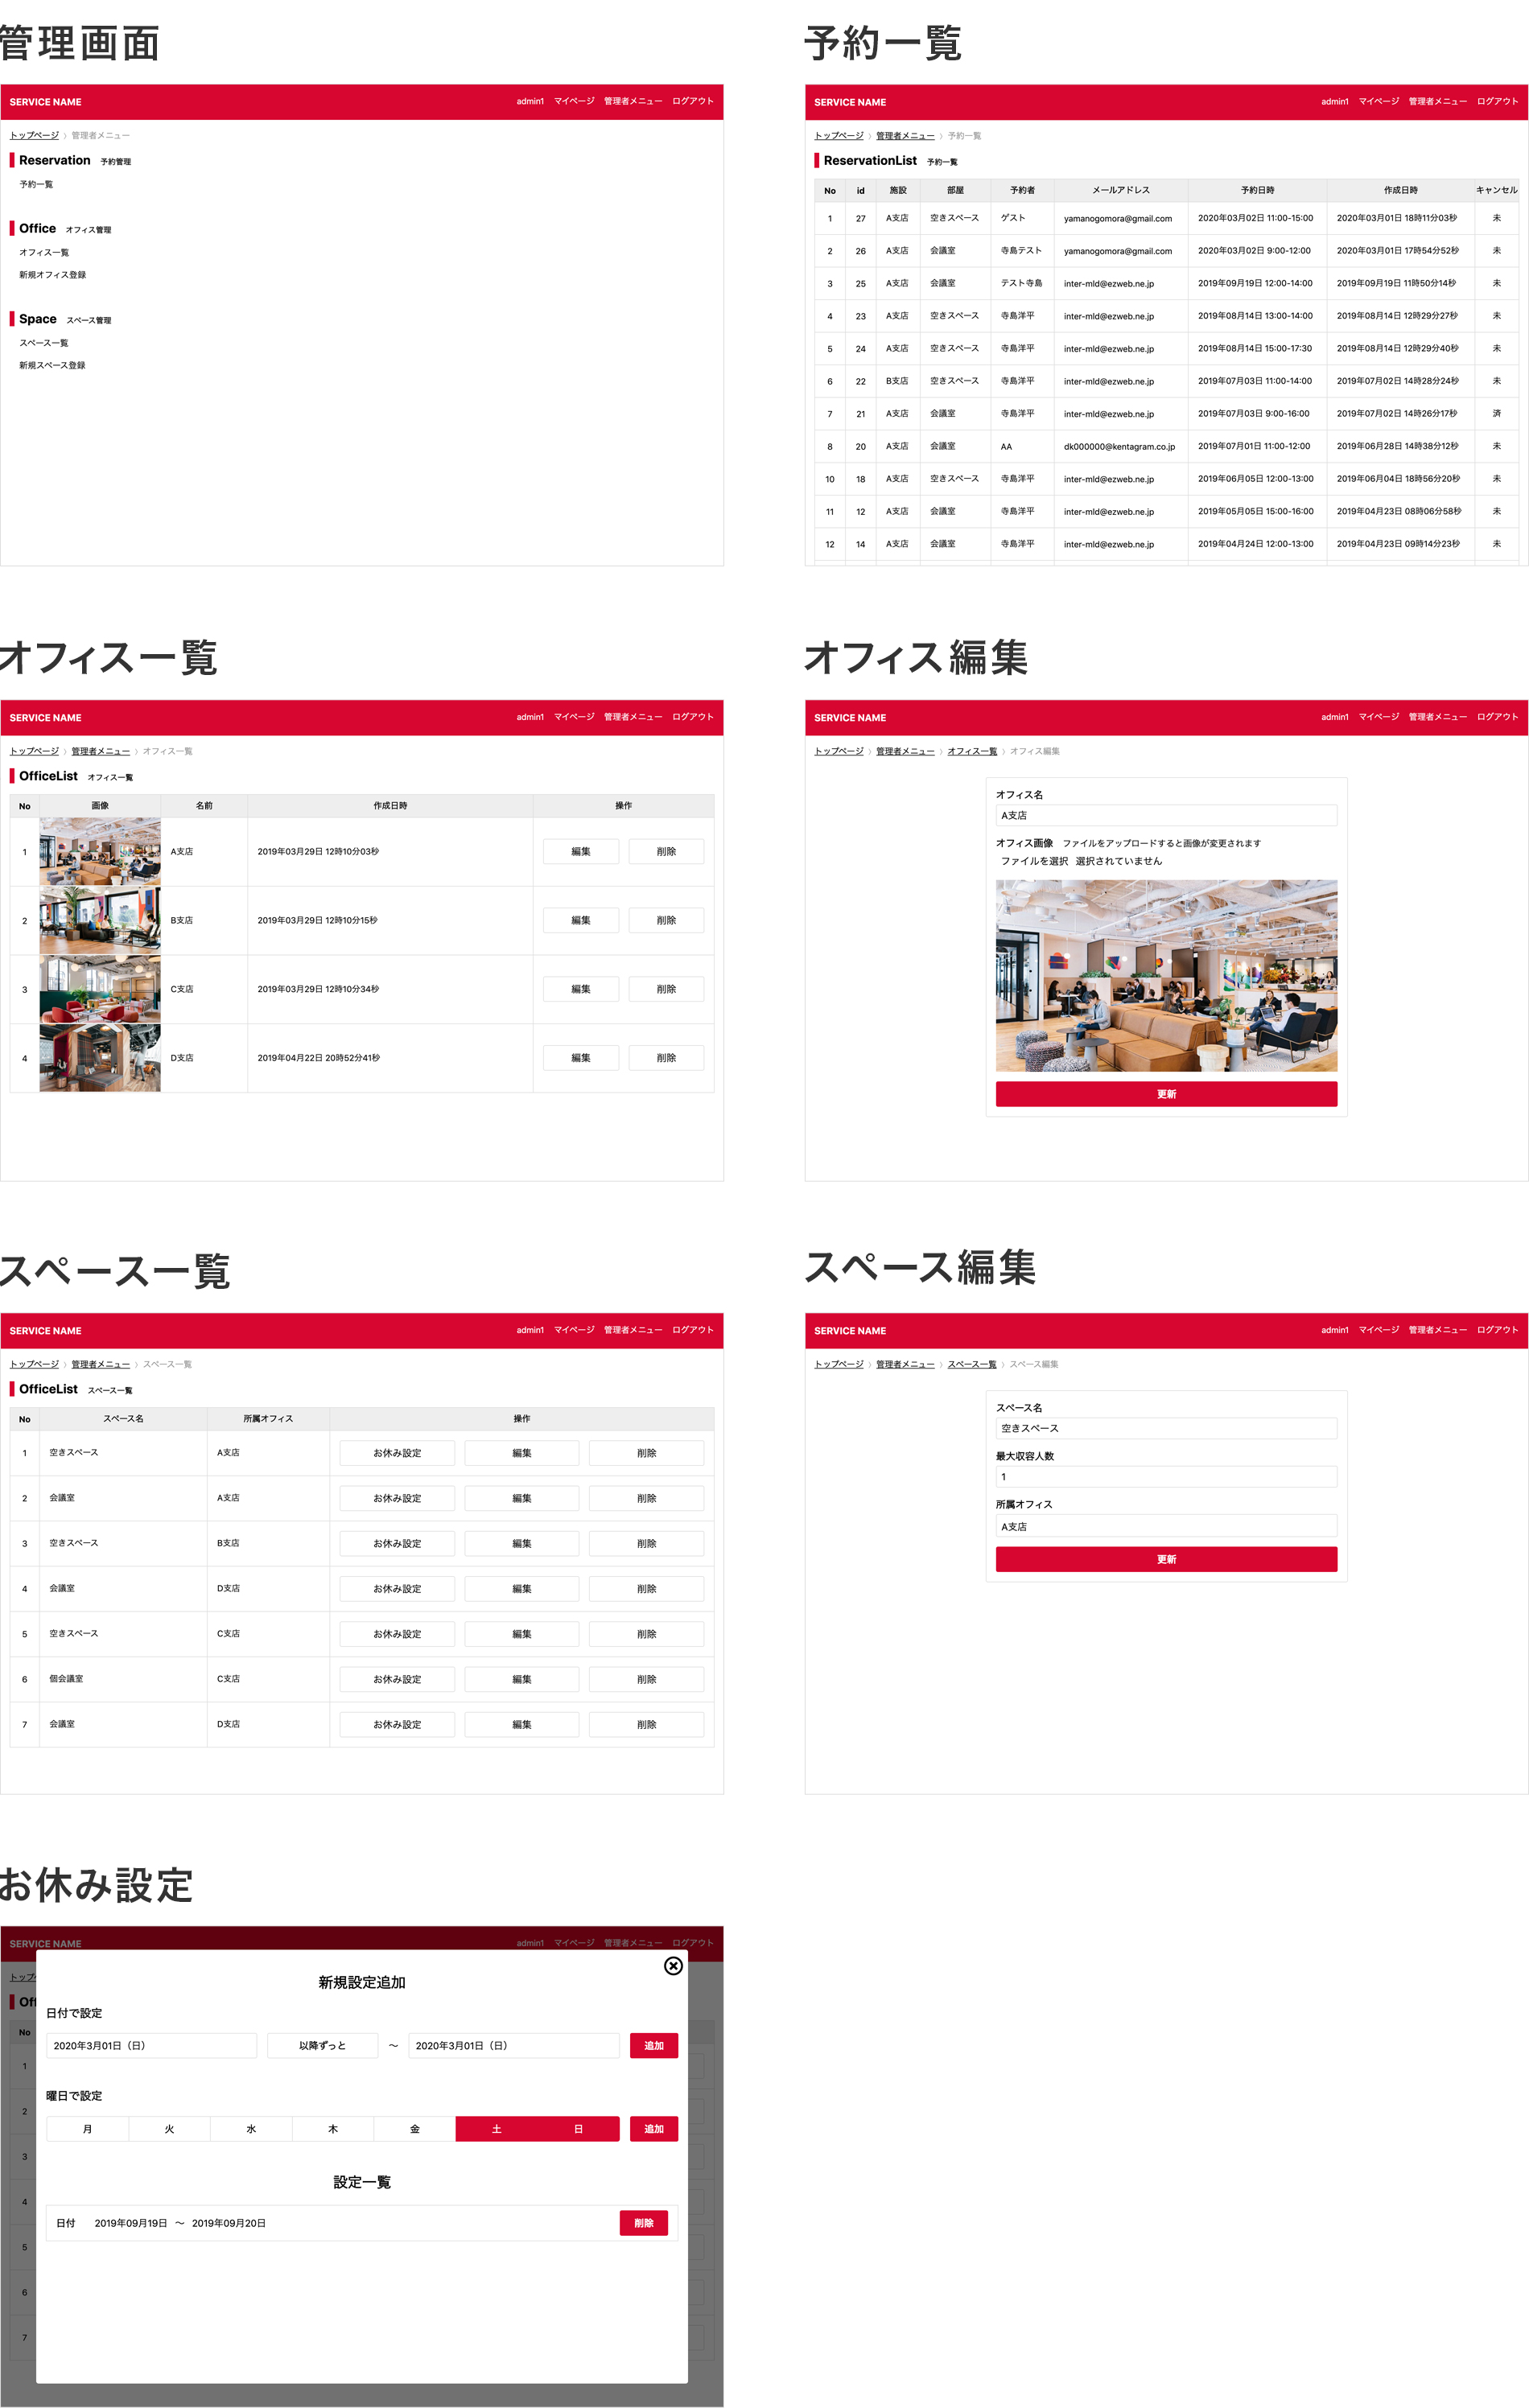 管理画面
SERVICE NAME
admin1 マイページ 管理者メニュー ログアウト
トップページ 〉 管理者メニュー
Reservation 予約管理
予約一覧
Office オフィス管理
オフィス一覧
新規オフィス登録
Space スペース管理
スペース一覧
新規スペース登録
予約一覧
SERVICE NAME
admin1 マイページ 管理者メニュー ログアウト
トップページ 〉 管理者メニュー 〉 予約一覧
ReservationList 予約一覧
No id 施設 部屋 予約者 メールアドレス 予約日時 作成日時 キャンセル
1 27 A支店 空きスペース ゲスト yamanogomora@gmail.com 2020年03月02日 11:00-15:00 2020年03月01日 18時11分03秒 未
2 26 A支店 会議室 寺島テスト yamanogomora@gmail.com 2020年03月02日 9:00-12:00 2020年03月01日 17時54分52秒 未
3 25 A支店 会議室 テスト寺島 inter-mld@ezweb.ne.jp 2019年09月19日 12:00-14:00 2019年09月19日 11時50分14秒 未
4 23 A支店 空きスペース 寺島洋平 inter-mld@ezweb.ne.jp 2019年08月14日 13:00-14:00 2019年08月14日 12時29分27秒 未
5 24 A支店 空きスペース 寺島洋平 inter-mld@ezweb.ne.jp 2019年08月14日 15:00-17:30 2019年08月14日 12時29分40秒 未
6 22 B支店 空きスペース 寺島洋平 inter-mld@ezweb.ne.jp 2019年07月03日 11:00-14:00 2019年07月02日 14時28分24秒 未
7 21 A支店 会議室 寺島洋平 inter-mld@ezweb.ne.jp 2019年07月03日 9:00-16:00 2019年07月02日 14時26分17秒 済
8 20 A支店 会議室 AA dk000000@kentagram.co.jp 2019年07月01日 11:00-12:00 2019年06月28日 14時38分12秒 未
10 18 A支店 空きスペース 寺島洋平 inter-mld@ezweb.ne.jp 2019年06月05日 12:00-13:00 2019年06月04日 18時56分20秒 未
11 12 A支店 会議室 寺島洋平 inter-mld@ezweb.ne.jp 2019年05月05日 15:00-16:00 2019年04月23日 08時06分58秒 未
12 14 A支店 会議室 寺島洋平 inter-mld@ezweb.ne.jp 2019年04月24日 12:00-13:00 2019年04月23日 09時14分23秒 未
オフィス一覧
SERVICE NAME
admin1 マイページ 管理者メニュー ログアウト
トップページ 〉 管理者メニュー 〉 オフィス一覧
OfficeList オフィス一覧
No 画像 名前 作成日時 操作
1 A支店 2019年03月29日 12時10分03秒 編集 削除
2 B支店 2019年03月29日 12時10分15秒 編集 削除
3 C支店 2019年03月29日 12時10分34秒 編集 削除
4 D支店 2019年04月22日 20時52分41秒 編集 削除
オフィス編集
SERVICE NAME
admin1 マイページ 管理者メニュー ログアウト
トップページ 〉 管理者メニュー 〉 オフィス一覧 〉 オフィス編集
オフィス名
A支店
オフィス画像 ファイルをアップロードすると画像が変更されます
ファイルを選択 選択されていません
更新
スペース一覧
SERVICE NAME
admin1 マイページ 管理者メニュー ログアウト
トップページ 〉 管理者メニュー 〉 スペース一覧
OfficeList スペース一覧
No スペース名 所属オフィス 操作
1 空きスペース A支店 お休み設定 編集 削除
2 会議室 A支店 お休み設定 編集 削除
3 空きスペース B支店 お休み設定 編集 削除
4 会議室 D支店 お休み設定 編集 削除
5 空きスペース C支店 お休み設定 編集 削除
6 個会議室 C支店 お休み設定 編集 削除
7 会議室 D支店 お休み設定 編集 削除
スペース編集
SERVICE NAME
admin1 マイページ 管理者メニュー ログアウト
トップページ 〉 管理者メニュー 〉 スペース一覧 〉 スペース編集
スペース名
空きスペース
最大収容人数
1
所属オフィス
A支店
更新
お休み設定
SERVICE NAME
admin1 マイページ 管理者メニュー ログアウト
トップ
Off
No
1
2
3
4
5
6
7
新規設定追加
日付で設定
2020年3月01日（日） 以降ずっと 〜 2020年3月01日（日） 追加
曜日で設定
月 火 水 木 金 土 日 追加
設定一覧
日付 2019年09月19日 〜 2019年09月20日 削除